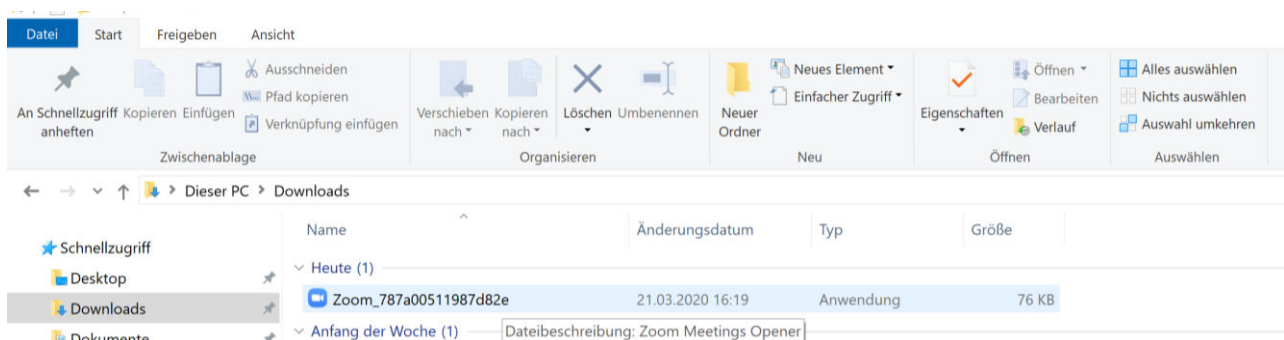 Datei Start Freigeben Ansicht
An Schnellzugriff anheften
Kopieren
Einfügen
Ausschneiden
Pfad kopieren
Verknüpfung einfügen
Zwischenablage
Verschieben nach
Kopieren nach
Löschen
Umbenennen
Organisieren
Neuer Ordner
Neues Element
Einfacher Zugriff
Neu
Eigenschaften
Öffnen
Bearbeiten
Verlauf
Öffnen
Alles auswählen
Nichts auswählen
Auswahl umkehren
Auswählen
Dieser PC > Downloads
Schnellzugriff
Desktop
Downloads
Dokumente
Name Änderungsdatum Typ Größe
Heute (1)
Zoom_787a00511987d82e 21.03.2020 16:19 Anwendung 76 KB
Anfang der Woche (1)
Dateibeschreibung: Zoom Meetings Opener